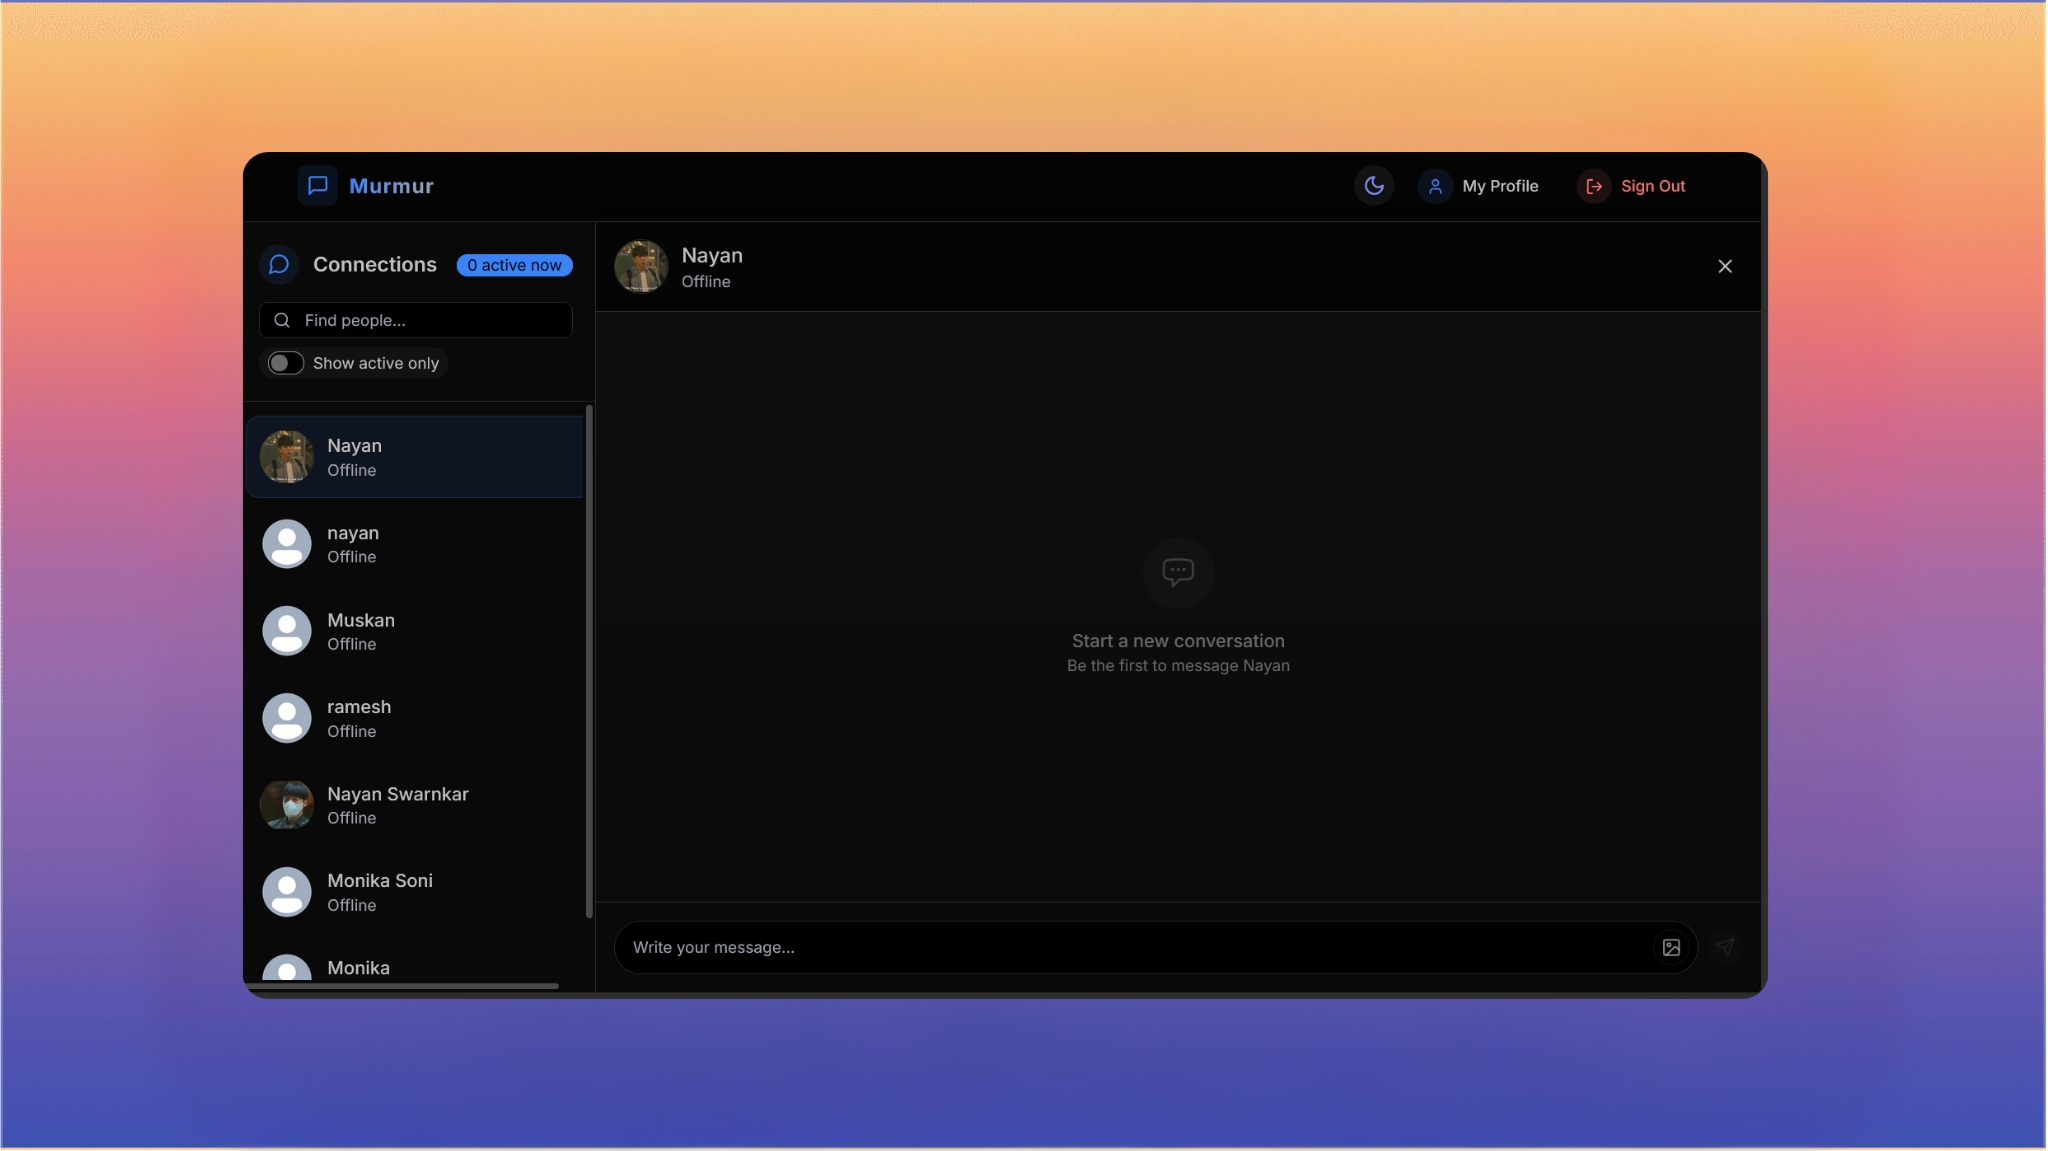 Murmur
My Profile
Sign Out
Connections
0 active now
Find people...
Show active only
Nayan
Offline
nayan
Offline
Muskan
Offline
ramesh
Offline
Nayan Swarnkar
Offline
Monika Soni
Offline
Monika
Nayan
Offline
Start a new conversation
Be the first to message Nayan
Write your message...